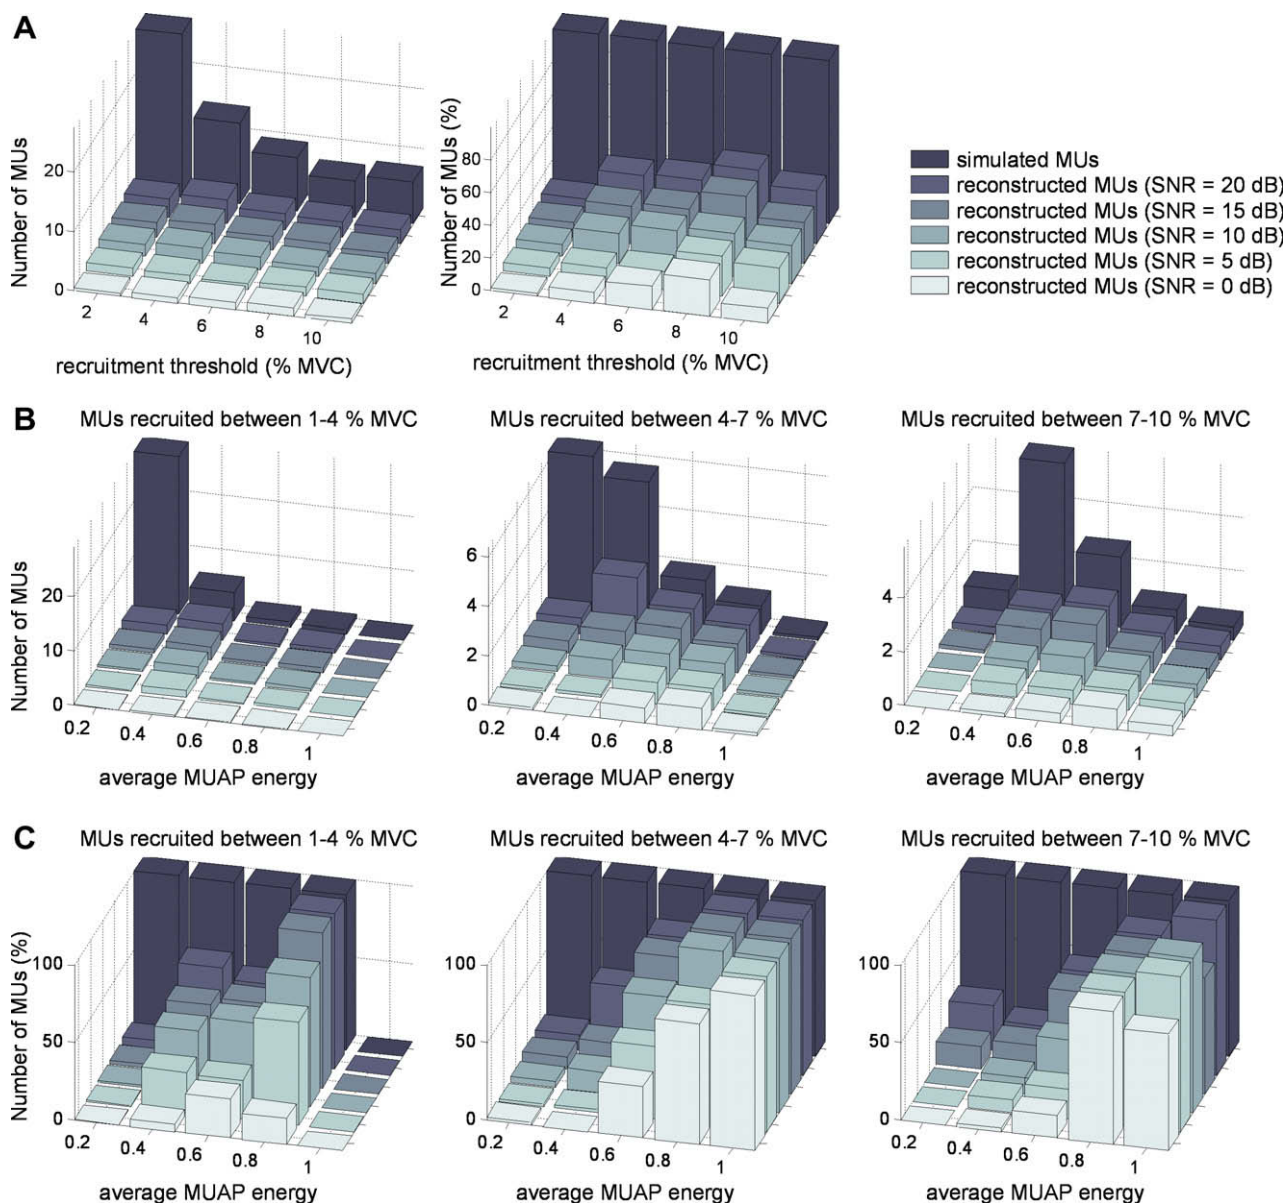 A
Number of MUs
20
10
0
2
4
6
8
10
recruitment threshold (% MVC)
Number of MUs (%)
80
60
40
20
0
2
4
6
8
10
recruitment threshold (% MVC)
simulated MUs
reconstructed MUs (SNR = 20 dB)
reconstructed MUs (SNR = 15 dB)
reconstructed MUs (SNR = 10 dB)
reconstructed MUs (SNR = 5 dB)
reconstructed MUs (SNR = 0 dB)
B
MUs recruited between 1-4 % MVC
Number of MUs
20
10
0
0.2
0.4
0.6
0.8
1
average MUAP energy
MUs recruited between 4-7 % MVC
6
4
2
0
0.2
0.4
0.6
0.8
1
average MUAP energy
MUs recruited between 7-10 % MVC
4
2
0
0.2
0.4
0.6
0.8
1
average MUAP energy
C
MUs recruited between 1-4 % MVC
Number of MUs (%)
100
50
0
0.2
0.4
0.6
0.8
1
average MUAP energy
MUs recruited between 4-7 % MVC
100
50
0
0.2
0.4
0.6
0.8
1
average MUAP energy
MUs recruited between 7-10 % MVC
100
50
0
0.2
0.4
0.6
0.8
1
average MUAP energy